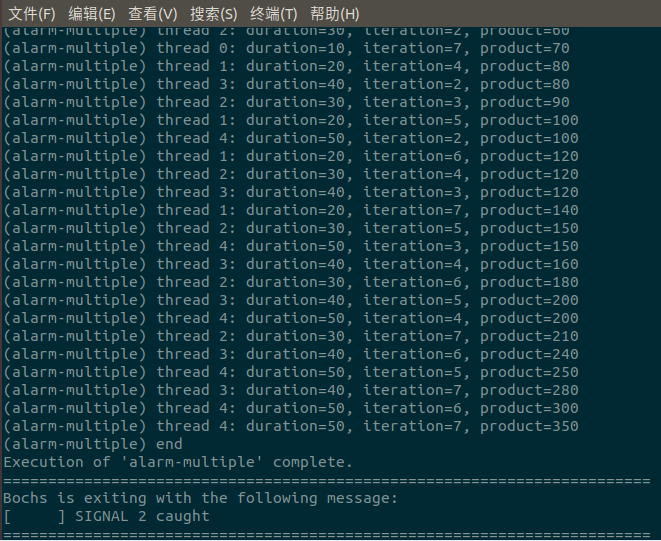 文件(F) 编辑(E) 查看(V) 搜索(S) 终端(T) 帮助(H)
(alarm-multiple) thread 2: duration=30, iteration=2, product=60
(alarm-multiple) thread 0: duration=10, iteration=7, product=70
(alarm-multiple) thread 1: duration=20, iteration=4, product=80
(alarm-multiple) thread 3: duration=40, iteration=2, product=80
(alarm-multiple) thread 2: duration=30, iteration=3, product=90
(alarm-multiple) thread 1: duration=20, iteration=5, product=100
(alarm-multiple) thread 4: duration=50, iteration=2, product=100
(alarm-multiple) thread 1: duration=20, iteration=6, product=120
(alarm-multiple) thread 2: duration=30, iteration=4, product=120
(alarm-multiple) thread 3: duration=40, iteration=3, product=120
(alarm-multiple) thread 1: duration=20, iteration=7, product=140
(alarm-multiple) thread 2: duration=30, iteration=5, product=150
(alarm-multiple) thread 4: duration=50, iteration=3, product=150
(alarm-multiple) thread 3: duration=40, iteration=4, product=160
(alarm-multiple) thread 2: duration=30, iteration=6, product=180
(alarm-multiple) thread 3: duration=40, iteration=5, product=200
(alarm-multiple) thread 4: duration=50, iteration=4, product=200
(alarm-multiple) thread 2: duration=30, iteration=7, product=210
(alarm-multiple) thread 3: duration=40, iteration=6, product=240
(alarm-multiple) thread 4: duration=50, iteration=5, product=250
(alarm-multiple) thread 3: duration=40, iteration=7, product=280
(alarm-multiple) thread 4: duration=50, iteration=6, product=300
(alarm-multiple) thread 4: duration=50, iteration=7, product=350
(alarm-multiple) end
Execution of 'alarm-multiple' complete.
========================================================================
Bochs is exiting with the following message:
[      ] SIGNAL 2 caught
========================================================================